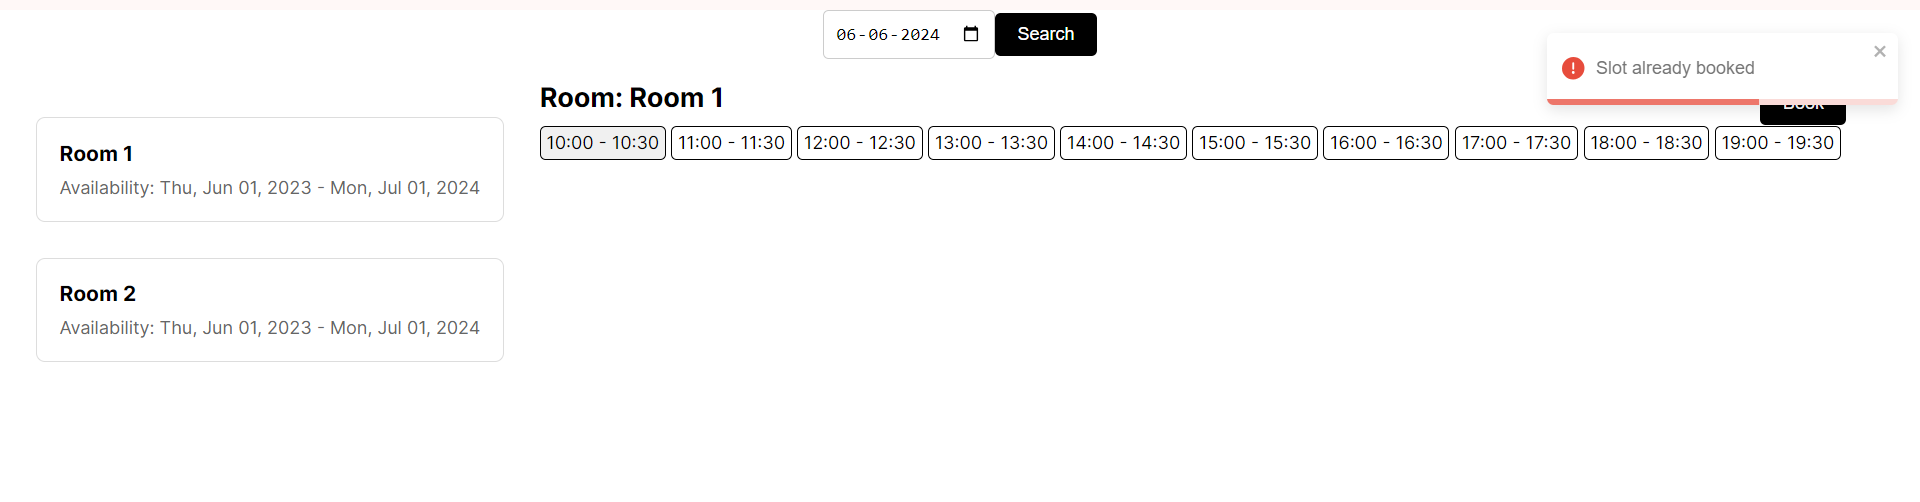 06-06-2024
Search
Slot already booked
Book
Room: Room 1
10:00 - 10:30 11:00 - 11:30 12:00 - 12:30 13:00 - 13:30 14:00 - 14:30 15:00 - 15:30 16:00 - 16:30 17:00 - 17:30 18:00 - 18:30 19:00 - 19:30
Room 1
Availability: Thu, Jun 01, 2023 - Mon, Jul 01, 2024
Room 2
Availability: Thu, Jun 01, 2023 - Mon, Jul 01, 2024